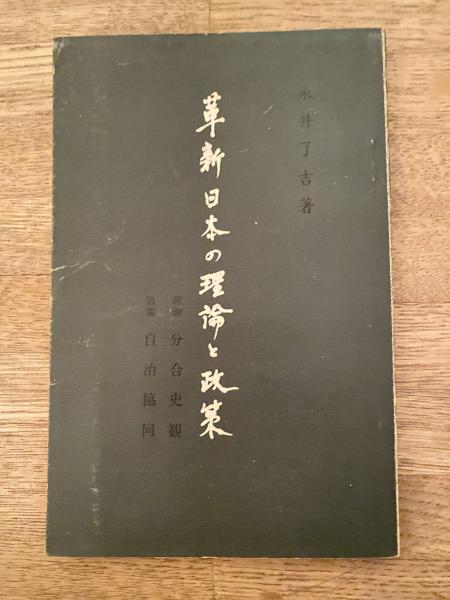 永井了吉著
革新日本の理論と政策
理論 分合史観
政策 自治協同